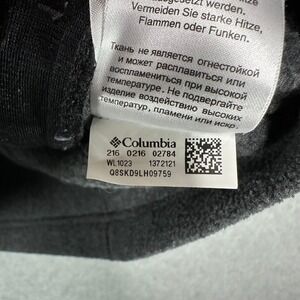 ausgesetzt werden.
Vermeiden Sie starke Hitze,
Flammen oder Funken.
Ткань не является огнестойкой
и может расплавиться или
воспламениться при высокой
температуре. Не подвергайте
изделие воздействию высоких
температур, пламени или искр.
Columbia
216 0216 02784
WL1023 1372121
Q8SKD9LH09759